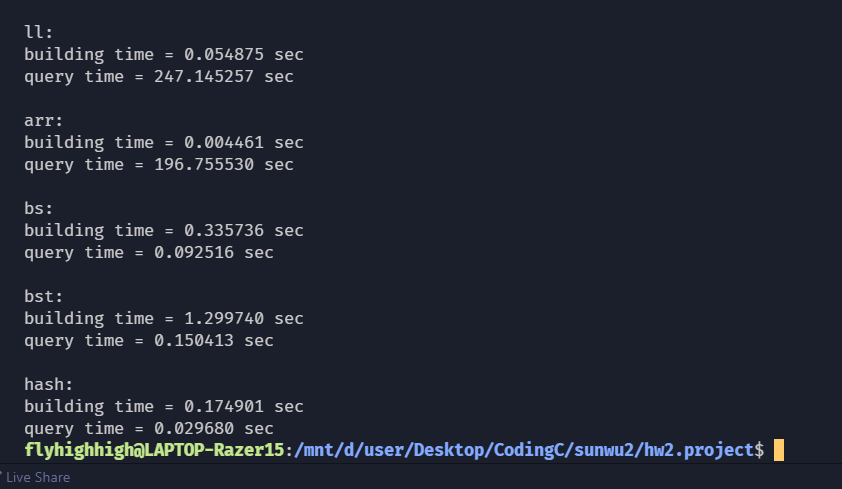 ll:
building time = 0.054875 sec
query time = 247.145257 sec
arr:
building time = 0.004461 sec
query time = 196.755530 sec
bs:
building time = 0.335736 sec
query time = 0.092516 sec
bst:
building time = 1.299740 sec
query time = 0.150413 sec
hash:
building time = 0.174901 sec
query time = 0.029680 sec
flyhighhigh@LAPTOP-Razer15:/mnt/d/user/Desktop/CodingC/sunwu2/hw2.project$
Live Share